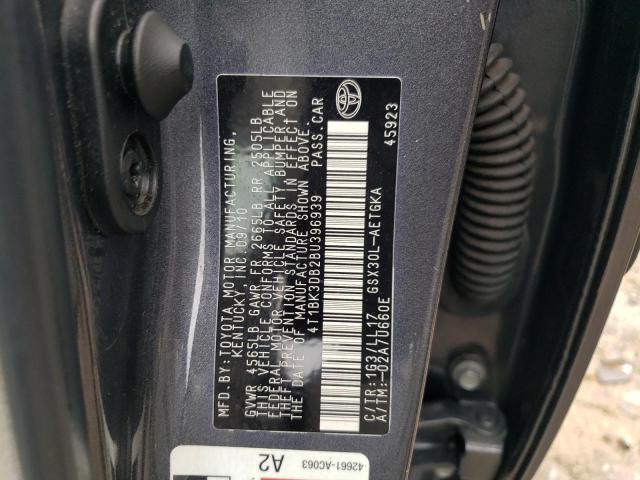 MFD.BY:TOYOTA MOTOR MANUFACTURING,
KENTUCKY, INC. 09/10
GVWR 4565LB GAWR FR 2665LB RR 2505LB
THIS VEHICLE CONFORMS TO ALL APPLICABLE
FEDERAL MOTOR VEHICLE SAFETY BUMPER AND
THEFT PREVENTION STANDARDS IN EFFECT ON
THE DATE OF MANUFACTURE SHOWN ABOVE.
4T1BK3DB2BU396939 PASS.CAR
C/TR:1G3/LL17 GSX30L-AETGKA
A/TM:-02A/U660E 45923
42661-AC063
A2